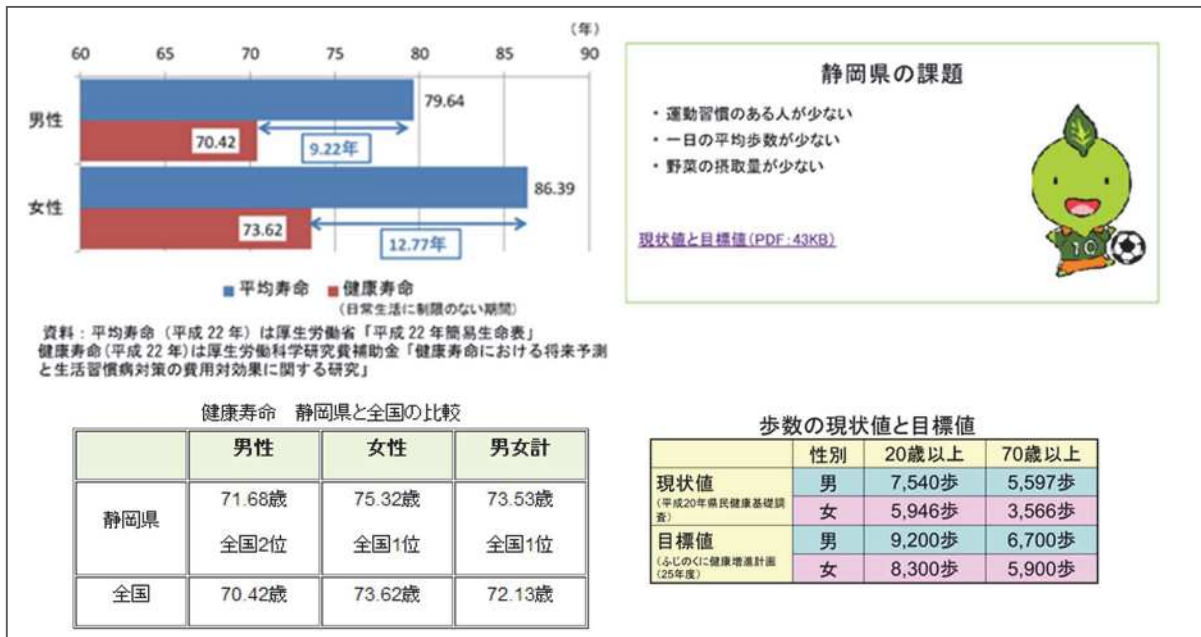 (年)
60 65 70 75 80 85 90
男性
79.64
70.42
9.22年
女性
86.39
73.62
12.77年
平均寿命 健康寿命
(日常生活に制限のない期間)
資料：平均寿命（平成22年）は厚生労働省「平成22年簡易生命表」
健康寿命(平成22年)は厚生労働科学研究費補助金「健康寿命における将来予測
と生活習慣病対策の費用対効果に関する研究」
静岡県の課題
・運動習慣のある人が少ない
・一日の平均歩数が少ない
・野菜の摂取量が少ない
現状値と目標値(PDF:43KB)
10
健康寿命　静岡県と全国の比較
男性 女性 男女計
静岡県
71.68歳 75.32歳 73.53歳
全国2位 全国1位 全国1位
全国 70.42歳 73.62歳 72.13歳
歩数の現状値と目標値
性別 20歳以上 70歳以上
現状値 男 7,540歩 5,597歩
(平成20年県民健康基礎調
査) 女 5,946歩 3,566歩
目標値 男 9,200歩 6,700歩
(ふじのくに健康増進計画
(25年度) 女 8,300歩 5,900歩